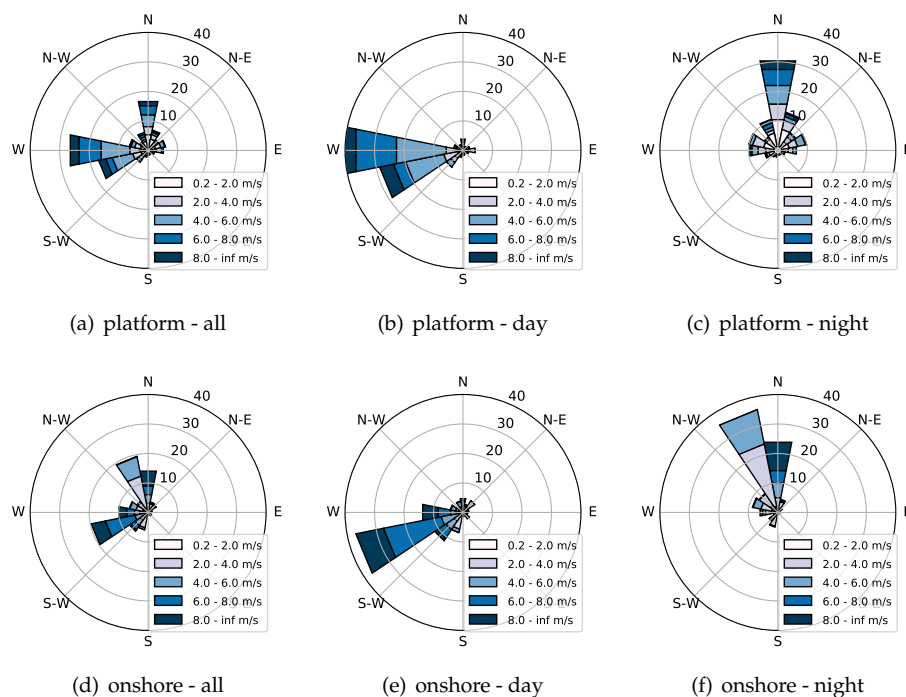 N N N
N-W 40 N-E N-W 40 N-E N-W 40 N-E
30 30 30
20 20 20
10 10 10
W E W E W E
0.2 - 2.0 m/s 0.2 - 2.0 m/s 0.2 - 2.0 m/s
2.0 - 4.0 m/s 2.0 - 4.0 m/s 2.0 - 4.0 m/s
4.0 - 6.0 m/s 4.0 - 6.0 m/s 4.0 - 6.0 m/s
6.0 - 8.0 m/s 6.0 - 8.0 m/s 6.0 - 8.0 m/s
8.0 - inf m/s 8.0 - inf m/s 8.0 - inf m/s
S-W S-W S-W
S S S
(a) platform - all (b) platform - day (c) platform - night
N N N
N-W 40 N-E N-W 40 N-E N-W 40 N-E
30 30 30
20 20 20
10 10 10
W E W E W E
0.2 - 2.0 m/s 0.2 - 2.0 m/s 0.2 - 2.0 m/s
2.0 - 4.0 m/s 2.0 - 4.0 m/s 2.0 - 4.0 m/s
4.0 - 6.0 m/s 4.0 - 6.0 m/s 4.0 - 6.0 m/s
6.0 - 8.0 m/s 6.0 - 8.0 m/s 6.0 - 8.0 m/s
8.0 - inf m/s 8.0 - inf m/s 8.0 - inf m/s
S-W S-W S-W
S S S
(d) onshore - all (e) onshore - day (f) onshore - night